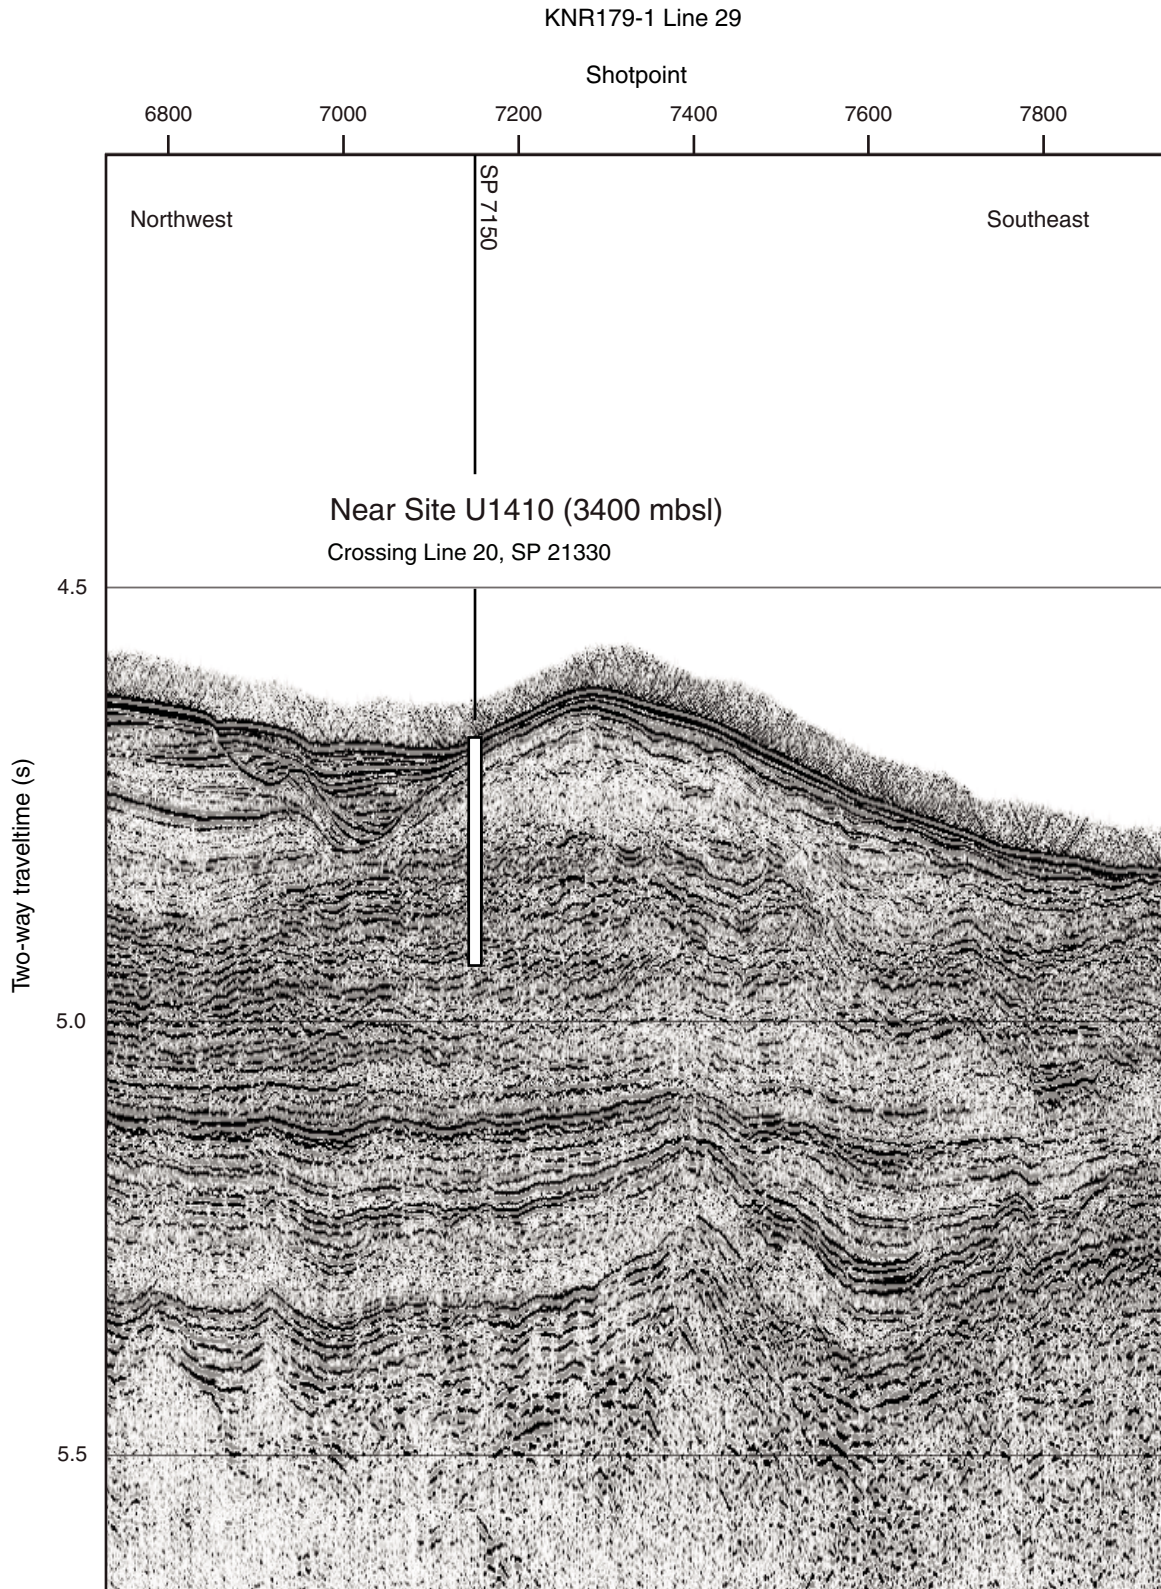 KNR179-1 Line 29
Shotpoint
6800 7000 7200 7400 7600 7800
SP 7150
Northwest
Southeast
Near Site U1410 (3400 mbsl)
Crossing Line 20, SP 21330
4.5
Two-way traveltime (s)
5.0
5.5